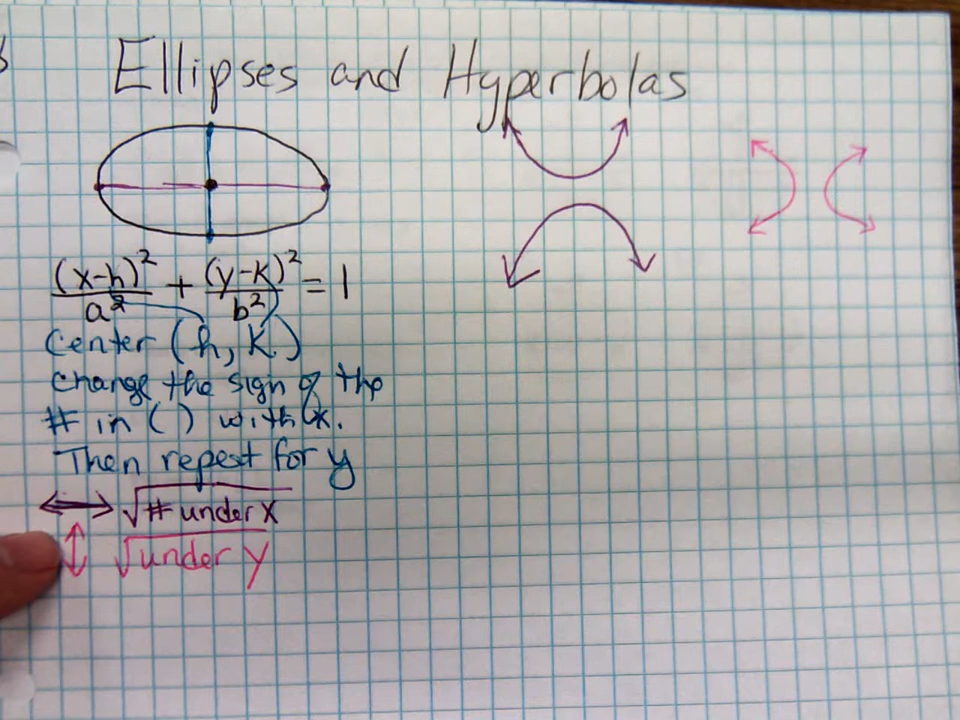 Ellipses and Hyperbolas
(x-h)²/a² + (y-k)²/b² = 1
Center (h, k)
change the sign of the
# in ( ) with x.
Then repest for y
↔ √# under x
↕ √under y